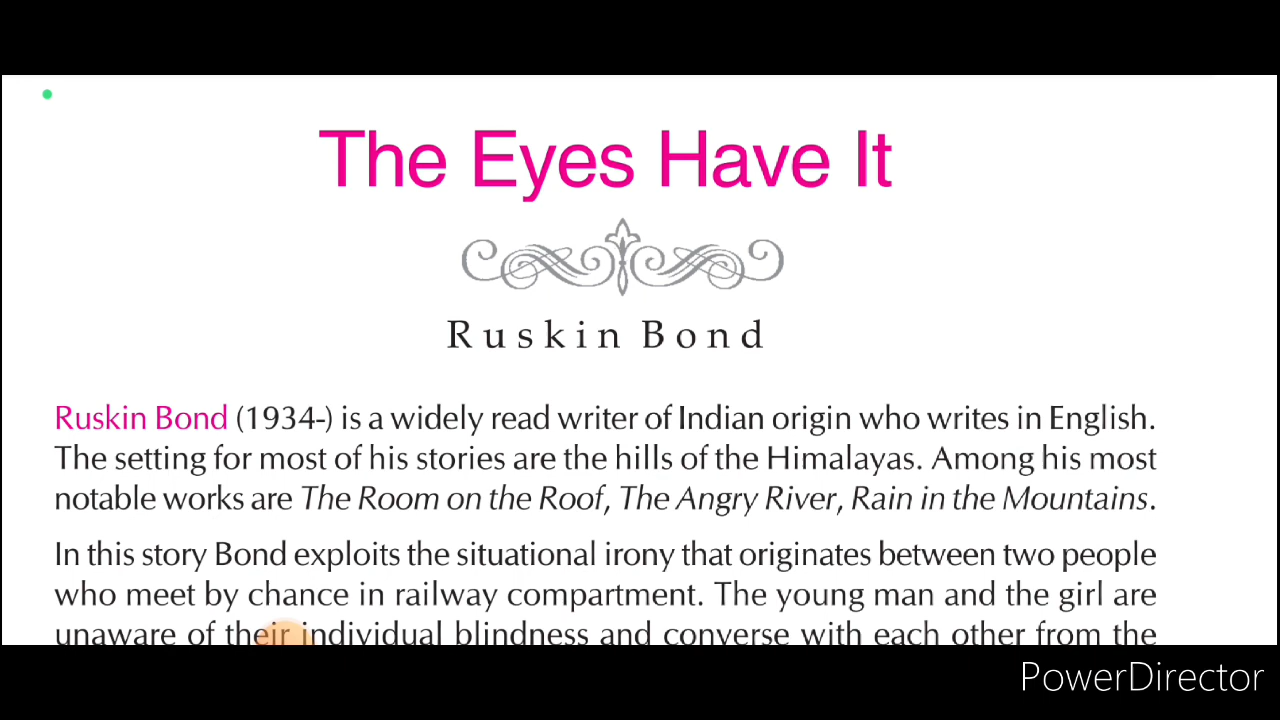 The Eyes Have It
Ruskin Bond
Ruskin Bond (1934-) is a widely read writer of Indian origin who writes in English.
The setting for most of his stories are the hills of the Himalayas. Among his most
notable works are The Room on the Roof, The Angry River, Rain in the Mountains.
In this story Bond exploits the situational irony that originates between two people
who meet by chance in railway compartment. The young man and the girl are
unaware of their individual blindness and converse with each other from the
PowerDirector